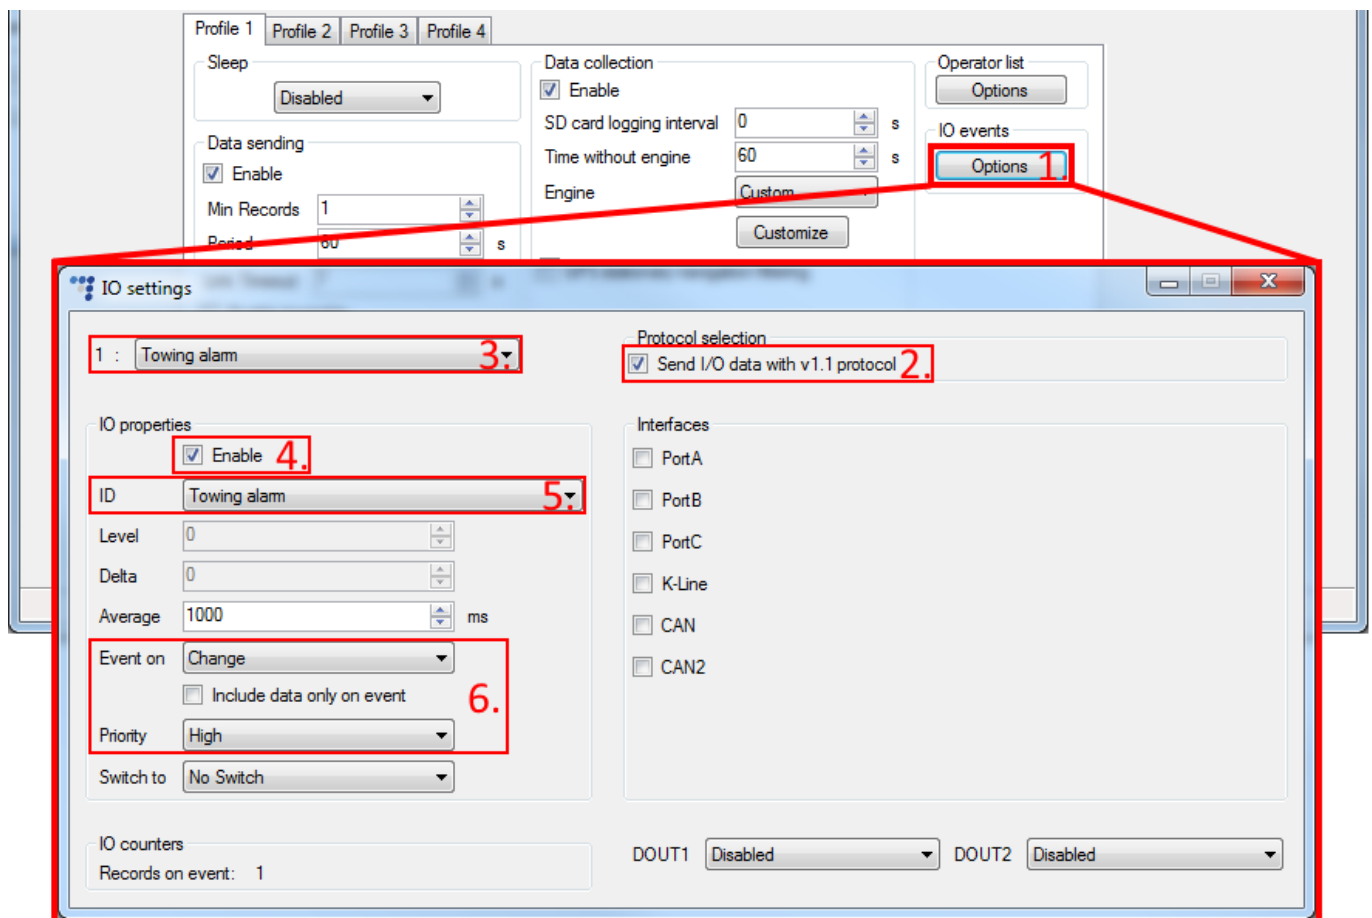 Profile 1 Profile 2 Profile 3 Profile 4
Sleep
Disabled
Data sending
Enable
Min Records 1
Period 60 s
Data collection
Enable
SD card logging interval 0 s
Time without engine 60 s
Engine Custom
Customize
Operator list
Options
IO events
Options 1.
IO settings
1 : Towing alarm 3.
Protocol selection
Send I/O data with v1.1 protocol 2.
IO properties
Enable 4.
ID Towing alarm 5.
Level 0
Delta 0
Average 1000 ms
Event on Change
Include data only on event 6.
Priority High
Switch to No Switch
Interfaces
PortA
PortB
PortC
K-Line
CAN
CAN2
IO counters
Records on event: 1
DOUT1 Disabled DOUT2 Disabled